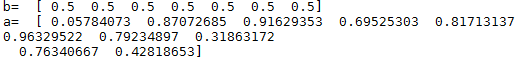 b=  [ 0.5  0.5  0.5  0.5  0.5  0.5  0.5]
a=  [ 0.05784073  0.87072685  0.91629353  0.69525303  0.81713137
0.96329522  0.79234897  0.31863172
  0.76340667  0.42818653]